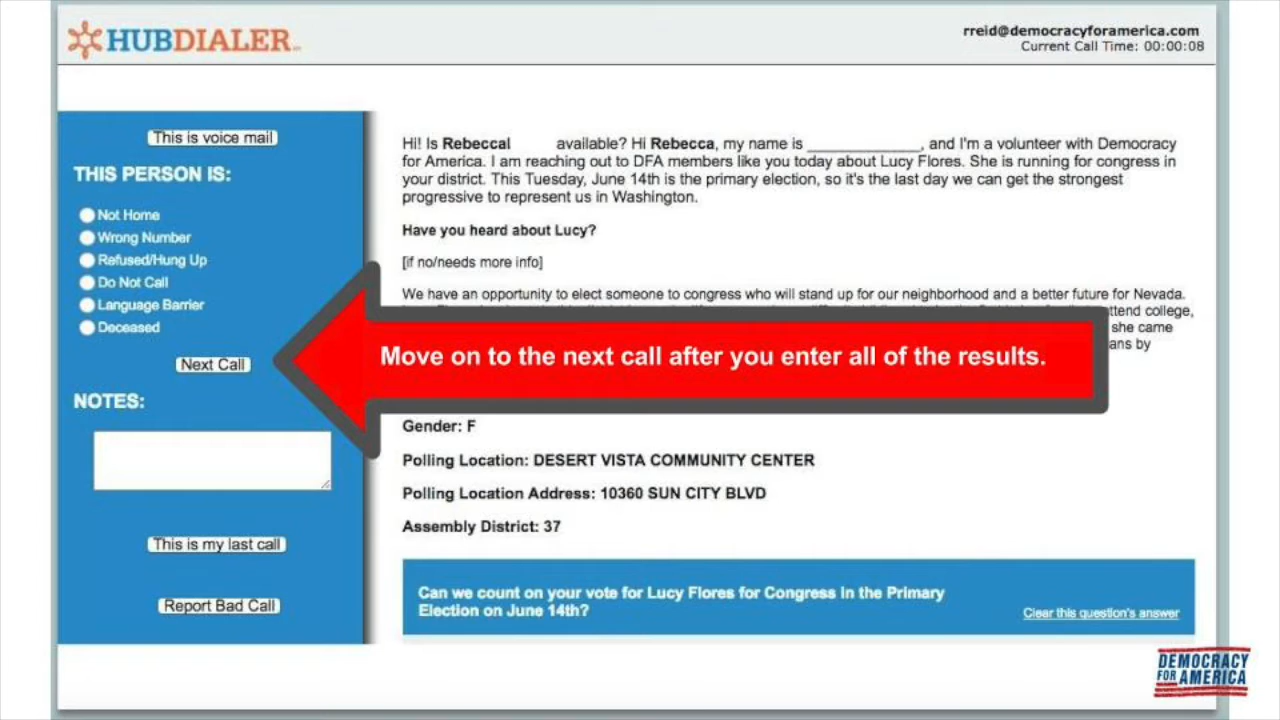 HUBDIALER
rreid@democracyforamerica.com
Current Call Time: 00:00:08
This is voice mail
THIS PERSON IS:
Not Home
Wrong Number
Refused/Hung Up
Do Not Call
Language Barrier
Deceased
Next Call
NOTES:
This is my last call
Report Bad Call
Hi! Is Rebeccal available? Hi Rebecca, my name is ______________, and I'm a volunteer with Democracy
for America. I am reaching out to DFA members like you today about Lucy Flores. She is running for congress in
your district. This Tuesday, June 14th is the primary election, so it's the last day we can get the strongest
progressive to represent us in Washington.
Have you heard about Lucy?
[if no/needs more info]
We have an opportunity to elect someone to congress who will stand up for our neighborhood and a better future for Nevada.
attend college,
she came
ans by
Move on to the next call after you enter all of the results.
Gender: F
Polling Location: DESERT VISTA COMMUNITY CENTER
Polling Location Address: 10360 SUN CITY BLVD
Assembly District: 37
Can we count on your vote for Lucy Flores for Congress in the Primary
Election on June 14th?
Clear this question's answer
DEMOCRACY
FOR AMERICA